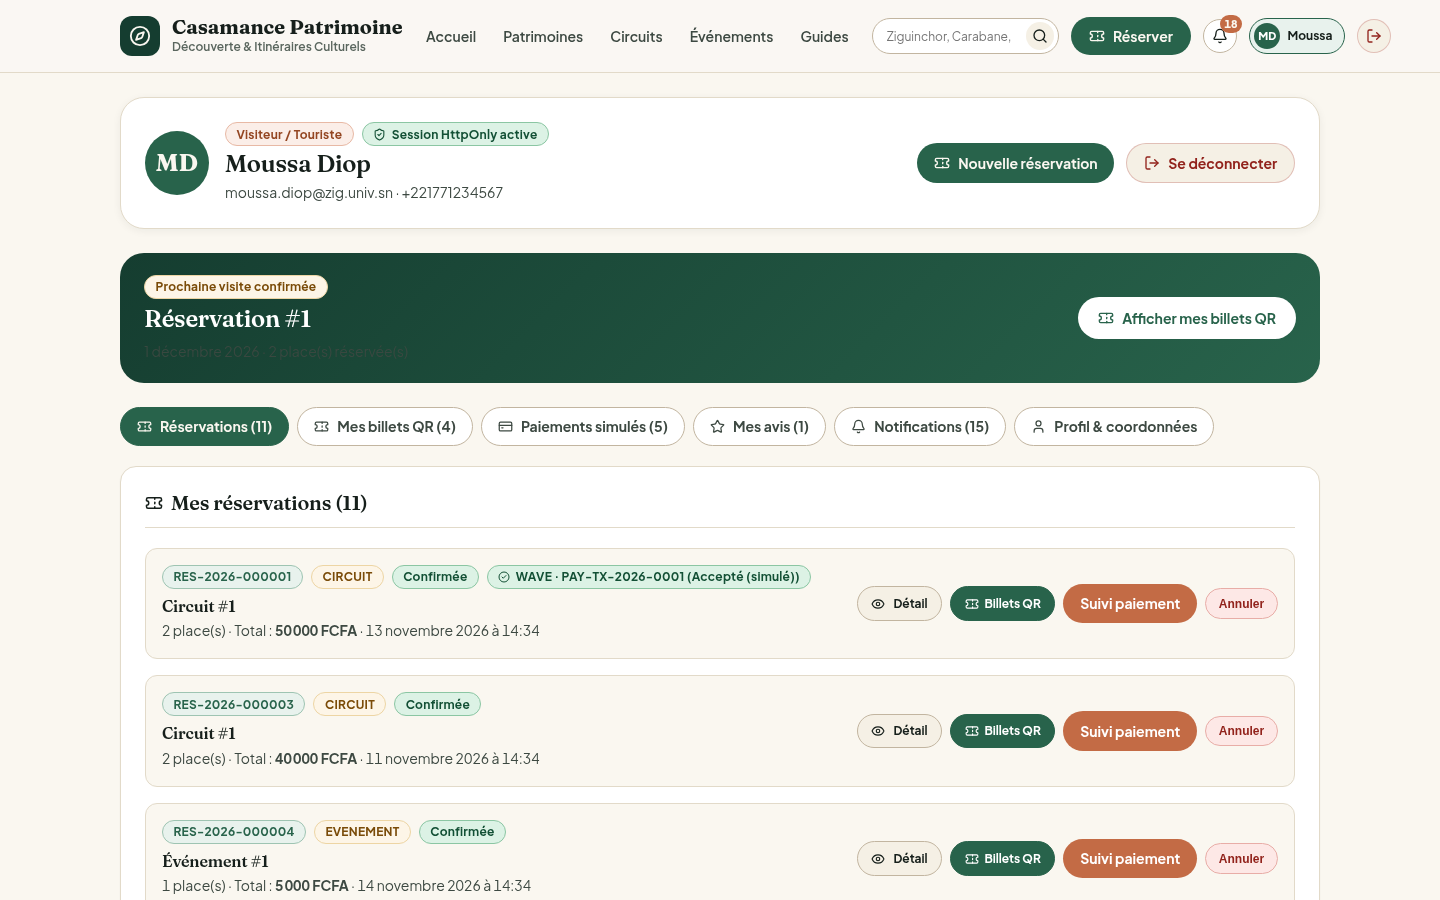 Casamance Patrimoine
Découverte & Itinéraires Culturels
Accueil
Patrimoines
Circuits
Événements
Guides
Ziguinchor, Carabane,
Réserver
18
MD
Moussa
MD
Visiteur / Touriste
Session HttpOnly active
Moussa Diop
moussa.diop@zig.univ.sn · +221771234567
Nouvelle réservation
Se déconnecter
Prochaine visite confirmée
Réservation #1
1 décembre 2026 · 2 place(s) réservée(s)
Afficher mes billets QR
Réservations (11)
Mes billets QR (4)
Paiements simulés (5)
Mes avis (1)
Notifications (15)
Profil & coordonnées
Mes réservations (11)
RES-2026-000001
CIRCUIT
Confirmée
WAVE · PAY-TX-2026-0001 (Accepté (simulé))
Circuit #1
2 place(s) · Total : 50 000 FCFA · 13 novembre 2026 à 14:34
Détail
Billets QR
Suivi paiement
Annuler
RES-2026-000003
CIRCUIT
Confirmée
Circuit #1
2 place(s) · Total : 40 000 FCFA · 11 novembre 2026 à 14:34
Détail
Billets QR
Suivi paiement
Annuler
RES-2026-000004
EVENEMENT
Confirmée
Événement #1
1 place(s) · Total : 5 000 FCFA · 14 novembre 2026 à 14:34
Détail
Billets QR
Suivi paiement
Annuler